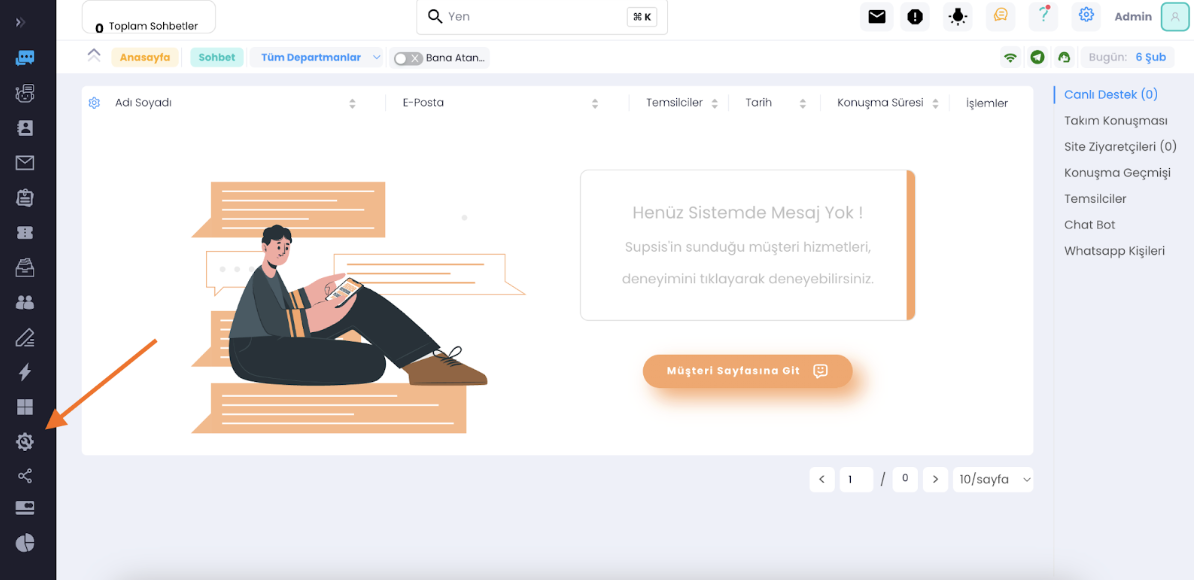 0 Toplam Sohbetler
Yen
⌘ K
Admin
Anasayfa
Sohbet
Tüm Departmanlar
Bana Atan...
Bugün: 6 Şub
Adı Soyadı
E-Posta
Temsilciler
Tarih
Konuşma Süresi
İşlemler
Canlı Destek (0)
Takım Konuşması
Site Ziyaretçileri (0)
Konuşma Geçmişi
Temsilciler
Chat Bot
Whatsapp Kişileri
Henüz Sistemde Mesaj Yok !
Supsis'in sunduğu müşteri hizmetleri,
deneyimini tıklayarak deneyebilirsiniz.
Müşteri Sayfasına Git
1 / 0
10/sayfa